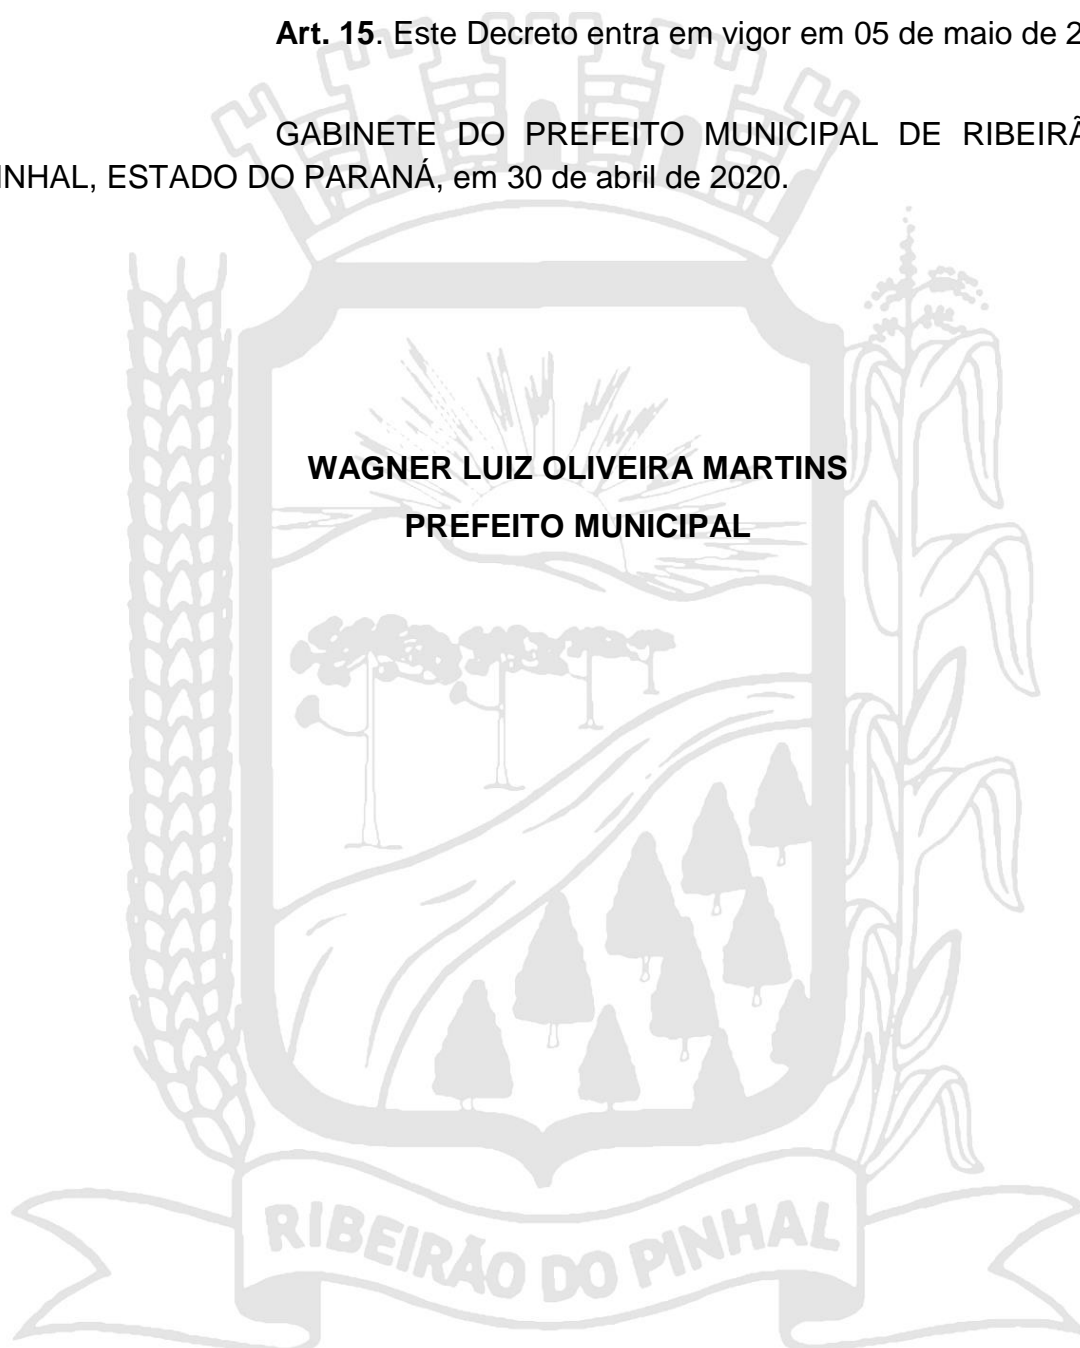 Art. 15. Este Decreto entra em vigor em 05 de maio de 2
GABINETE DO PREFEITO MUNICIPAL DE RIBEIRÃ
INHAL, ESTADO DO PARANÁ, em 30 de abril de 2020.
WAGNER LUIZ OLIVEIRA MARTINS
PREFEITO MUNICIPAL
RIBEIRÃO DO PINHAL